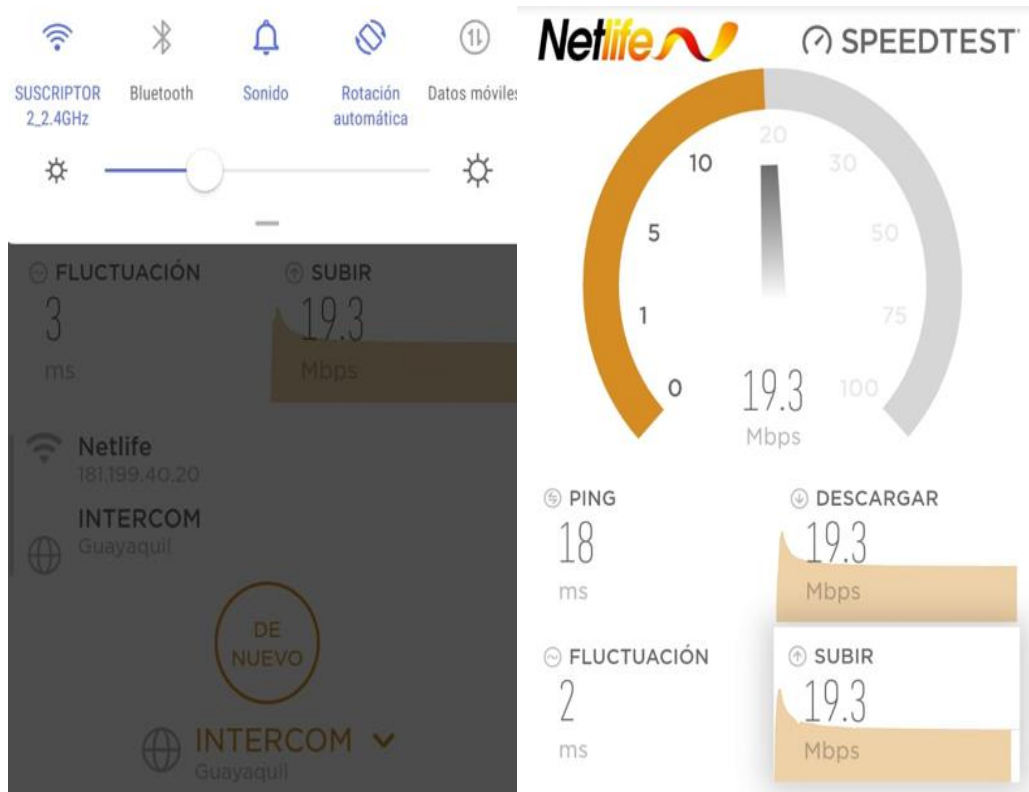 SUSCRIPTOR
2_2.4GHz
Bluetooth
Sonido
Rotación
automática
Datos móviles
FLUCTUACIÓN
3
ms
SUBIR
19.3
Mbps
Netlife
181.199.40.20
INTERCOM
Guayaquil
DE
NUEVO
INTERCOM
Guayaquil
Netlife
SPEEDTEST
0
1
5
10
20
30
50
75
100
19.3
Mbps
PING
18
ms
DESCARGAR
19.3
Mbps
FLUCTUACIÓN
2
ms
SUBIR
19.3
Mbps